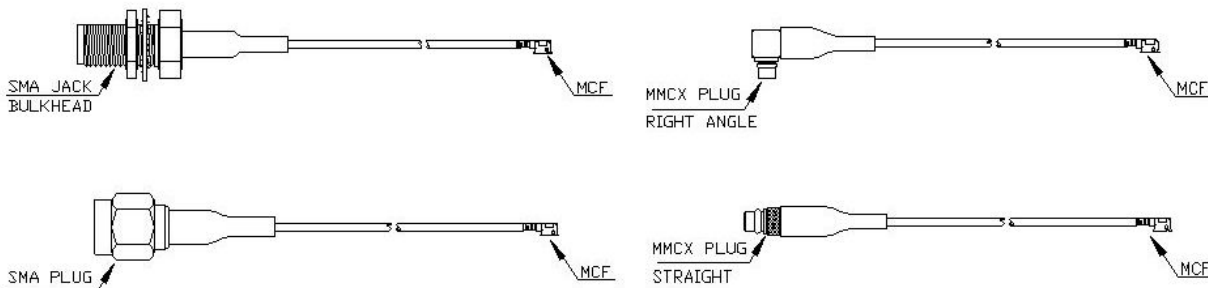 SMA JACK
BULKHEAD
MCF
MMCX PLUG
RIGHT ANGLE
MCF
SMA PLUG
MCF
MMCX PLUG
STRAIGHT
MCF